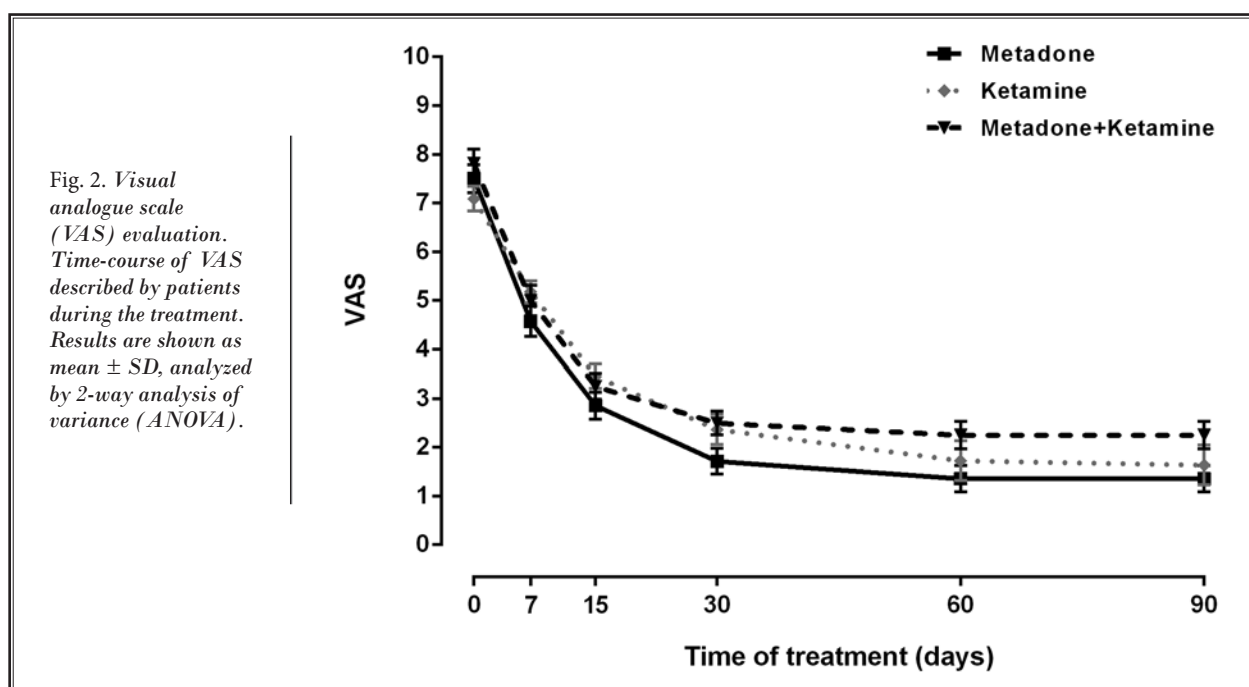 Fig. 2. Visual
analogue scale
(VAS) evaluation.
Time-course of VAS
described by patients
during the treatment.
Results are shown as
mean ± SD, analyzed
by 2-way analysis of
variance (ANOVA).
Metadone
Ketamine
Metadone+Ketamine
VAS
10
9
8
7
6
5
4
3
2
1
0
0 7 15 30 60 90
Time of treatment (days)